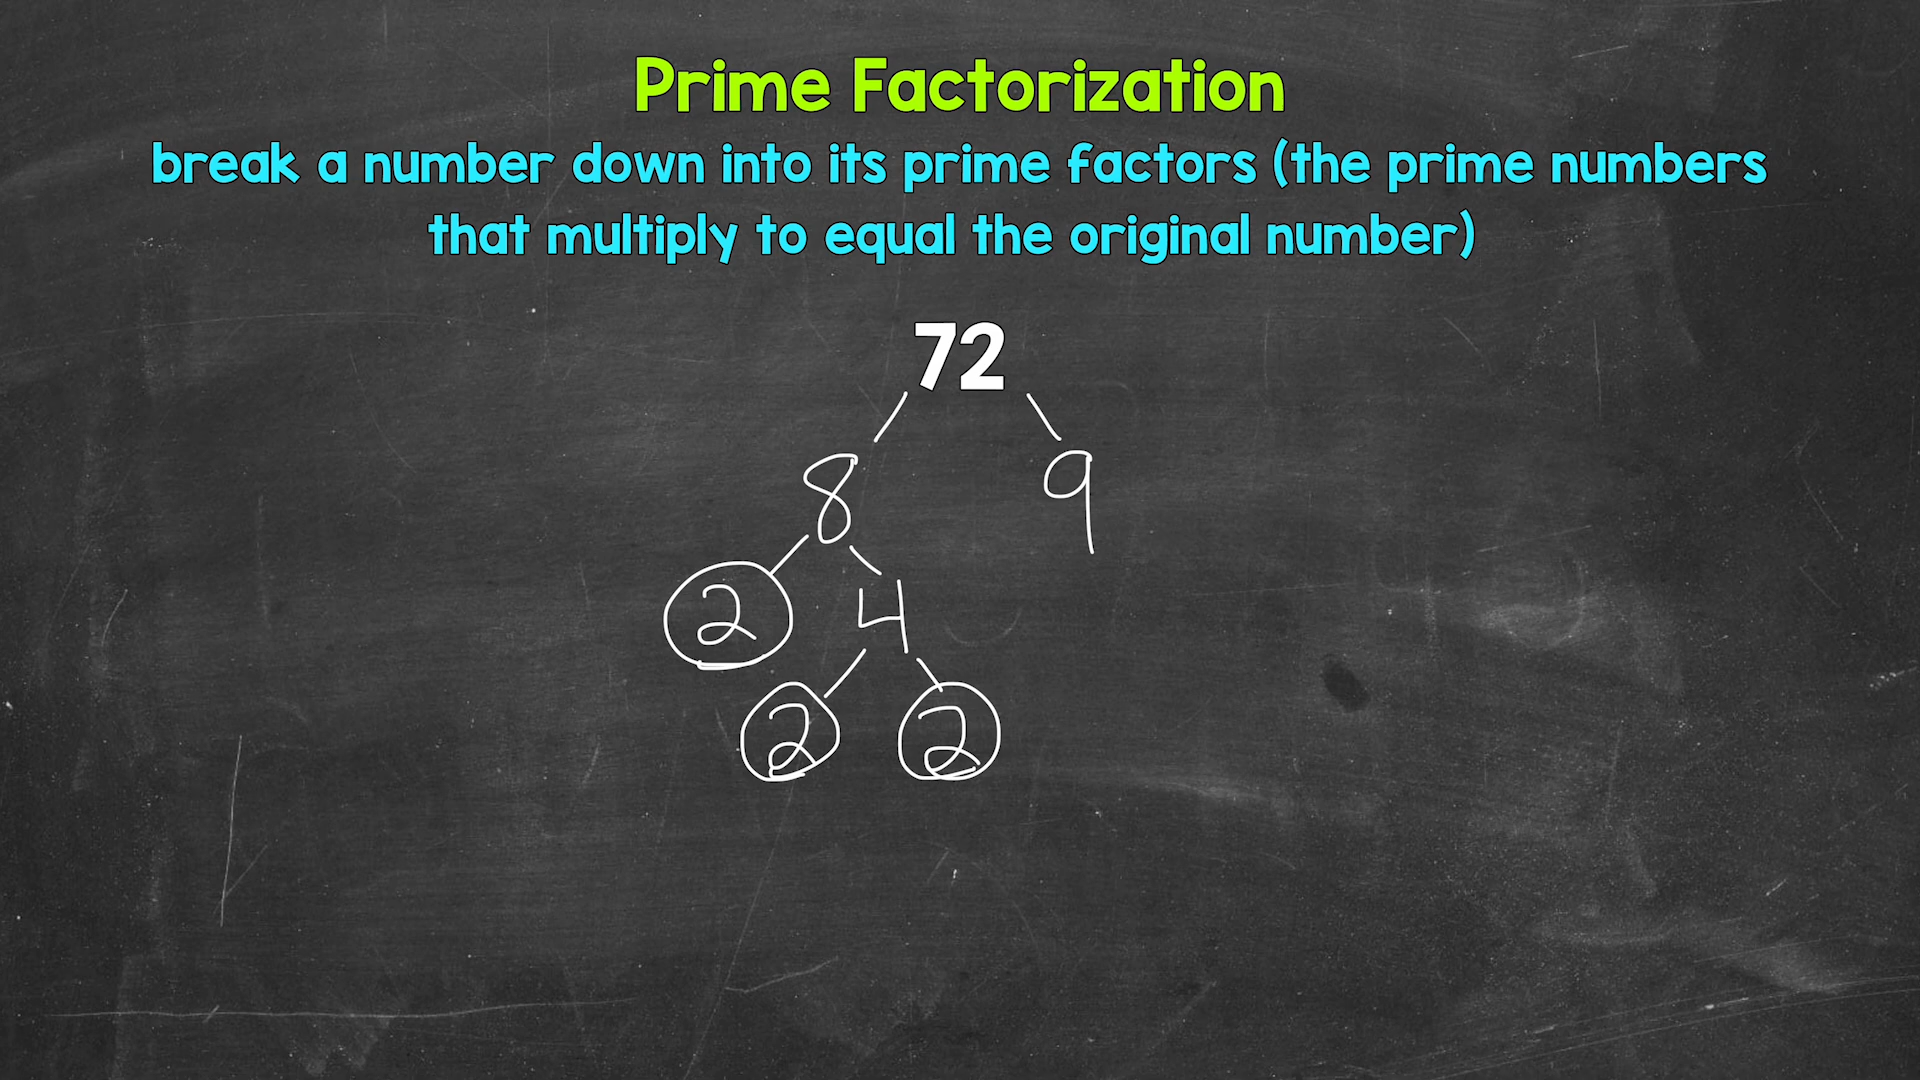 Prime Factorization
break a number down into its prime factors (the prime numbers
that multiply to equal the original number)
72
8 9
2 4
2 2